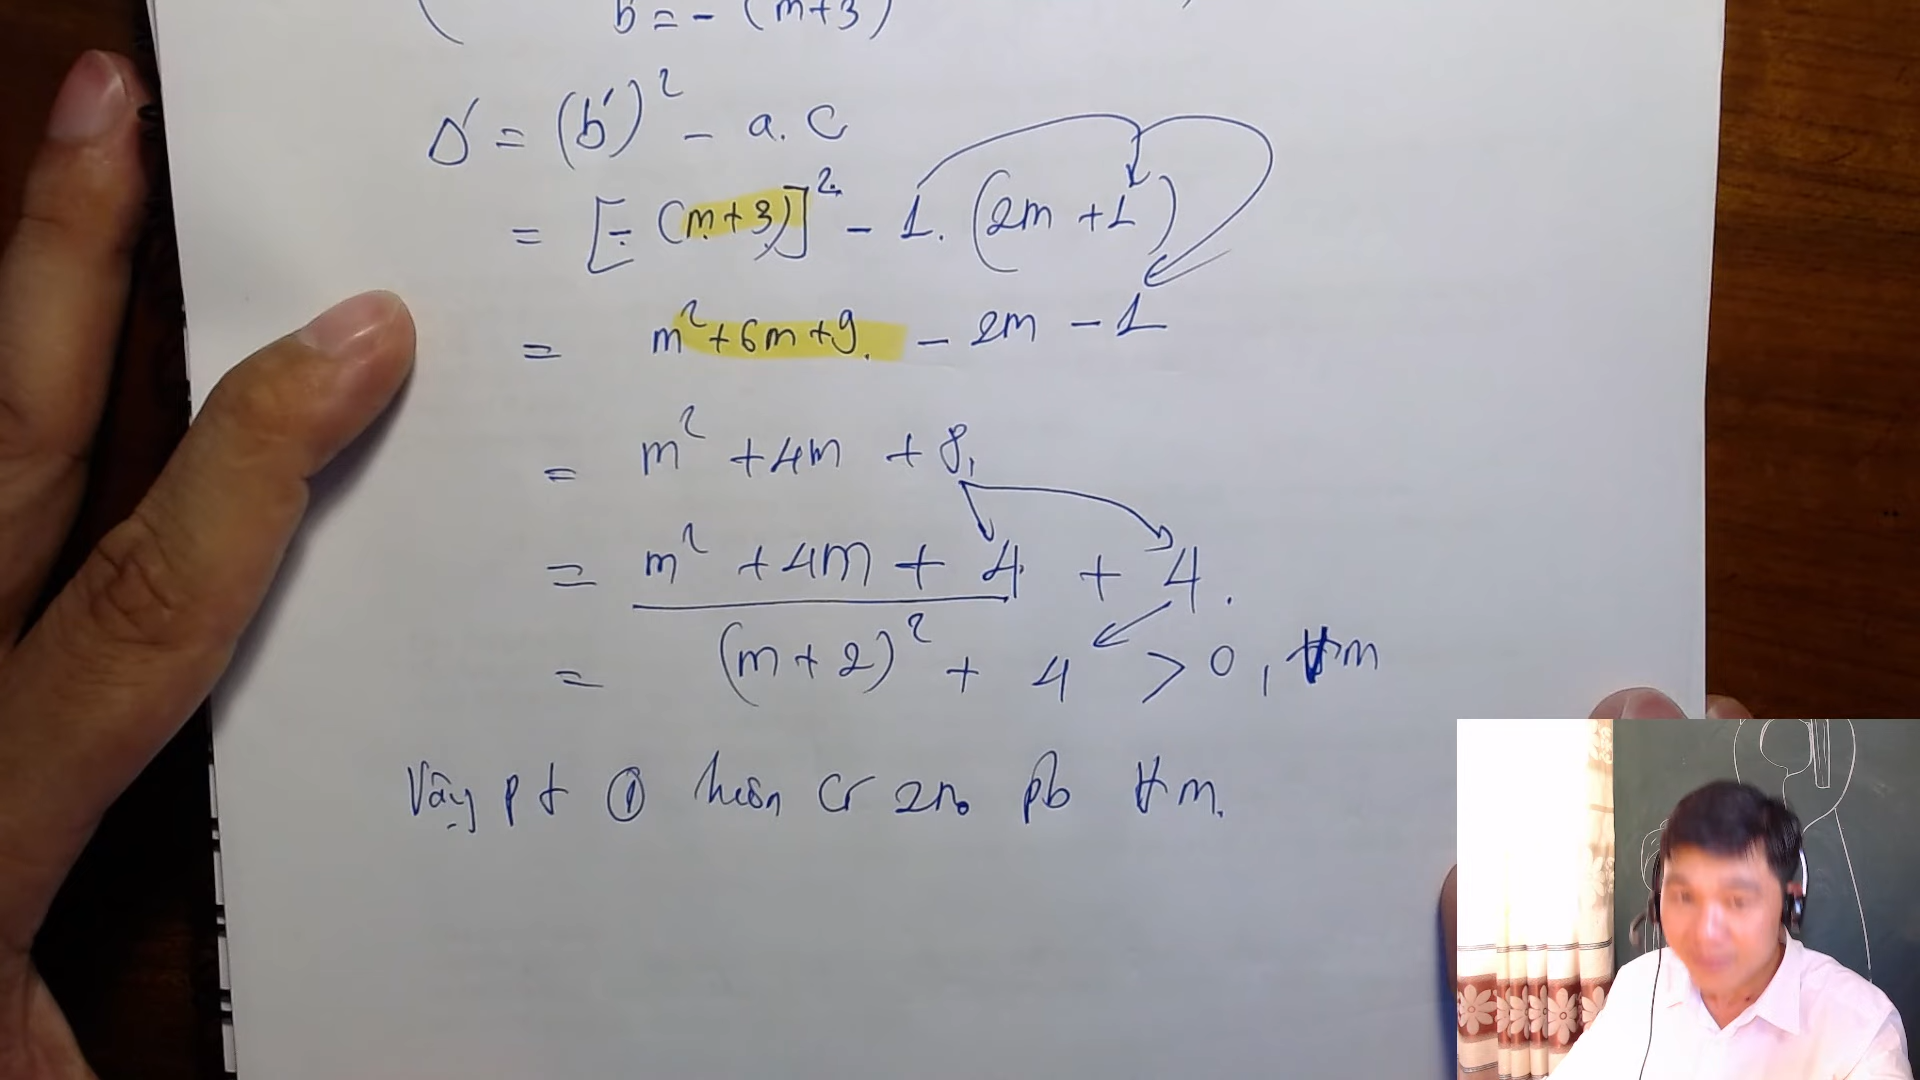 b' = - (m+3)
Δ' = (b')² - a.c
= [- (m+3)]² - 1. (2m +1)
= m² +6m +9 - 2m - 1
= m² +4m + 8
= m² +4m + 4 + 4.
= (m+2)² + 4 > 0, ∀m
Vậy pt ① luôn có 2no pb ∀m.